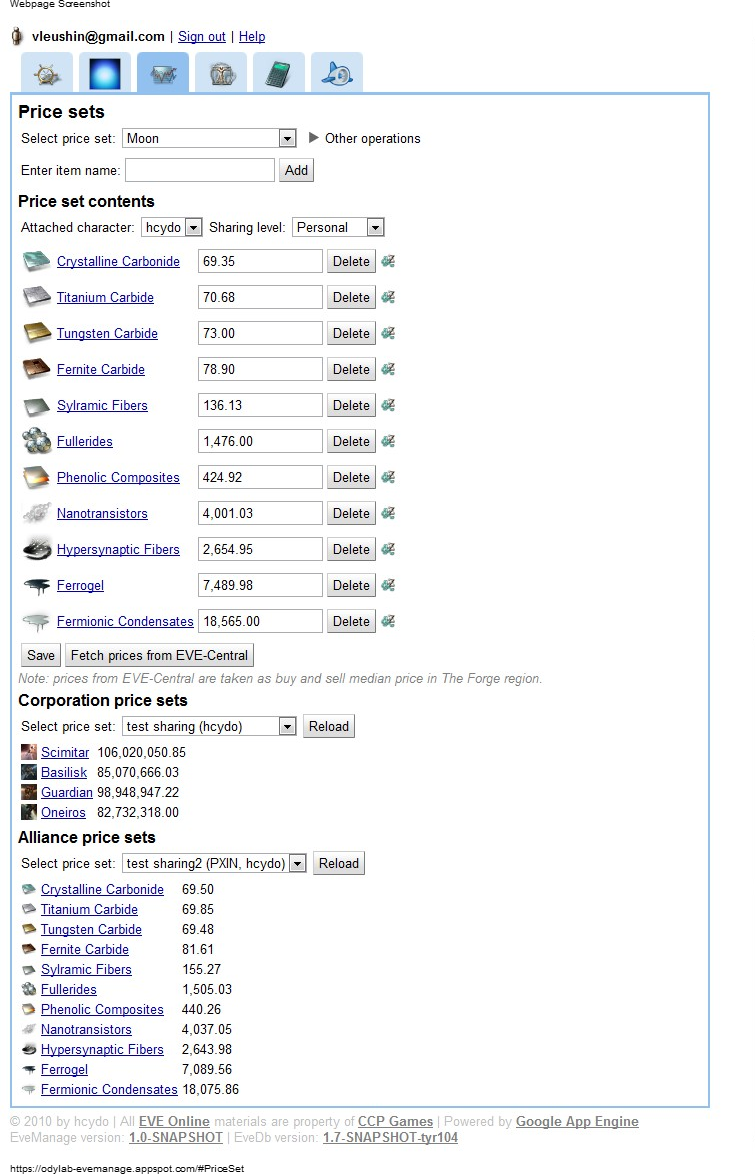 Webpage Screenshot
vleushin@gmail.com | Sign out | Help
Price sets
Select price set: Moon Other operations
Enter item name: Add
Price set contents
Attached character: hcydo Sharing level: Personal
Crystalline Carbonide 69.35 Delete
Titanium Carbide 70.68 Delete
Tungsten Carbide 73.00 Delete
Fernite Carbide 78.90 Delete
Sylramic Fibers 136.13 Delete
Fullerides 1,476.00 Delete
Phenolic Composites 424.92 Delete
Nanotransistors 4,001.03 Delete
Hypersynaptic Fibers 2,654.95 Delete
Ferrogel 7,489.98 Delete
Fermionic Condensates 18,565.00 Delete
Save Fetch prices from EVE-Central
Note: prices from EVE-Central are taken as buy and sell median price in The Forge region.
Corporation price sets
Select price set: test sharing (hcydo) Reload
Scimitar 106,020,050.85
Basilisk 85,070,666.03
Guardian 98,948,947.22
Oneiros 82,732,318.00
Alliance price sets
Select price set: test sharing2 (PXIN, hcydo) Reload
Crystalline Carbonide 69.50
Titanium Carbide 69.85
Tungsten Carbide 69.48
Fernite Carbide 81.61
Sylramic Fibers 155.27
Fullerides 1,505.03
Phenolic Composites 440.26
Nanotransistors 4,037.05
Hypersynaptic Fibers 2,643.98
Ferrogel 7,089.56
Fermionic Condensates 18,075.86
© 2010 by hcydo | All EVE Online materials are property of CCP Games | Powered by Google App Engine
EveManage version: 1.0-SNAPSHOT | EveDb version: 1.7-SNAPSHOT-tyr104
https://odylab-evemanage.appspot.com/#PriceSet